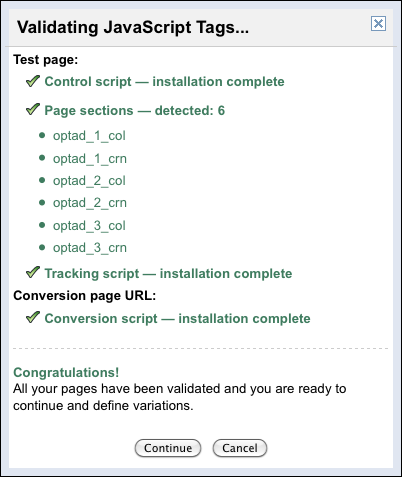 Validating JavaScript Tags...
Test page:
Control script — installation complete
Page sections — detected: 6
optad_1_col
optad_1_crn
optad_2_col
optad_2_crn
optad_3_col
optad_3_crn
Tracking script — installation complete
Conversion page URL:
Conversion script — installation complete
Congratulations!
All your pages have been validated and you are ready to
continue and define variations.
Continue Cancel